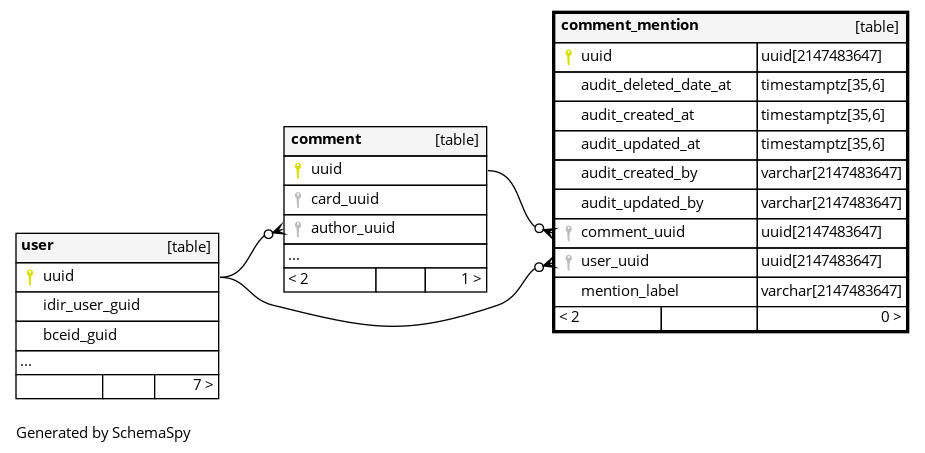 comment_mention [table]
uuid uuid[2147483647]
audit_deleted_date_at timestamptz[35,6]
audit_created_at timestamptz[35,6]
audit_updated_at timestamptz[35,6]
audit_created_by varchar[2147483647]
audit_updated_by varchar[2147483647]
comment_uuid uuid[2147483647]
user_uuid uuid[2147483647]
mention_label varchar[2147483647]
< 2 0 >
comment [table]
uuid
card_uuid
author_uuid
...
< 2 1 >
user [table]
uuid
idir_user_guid
bceid_guid
...
7 >
Generated by SchemaSpy